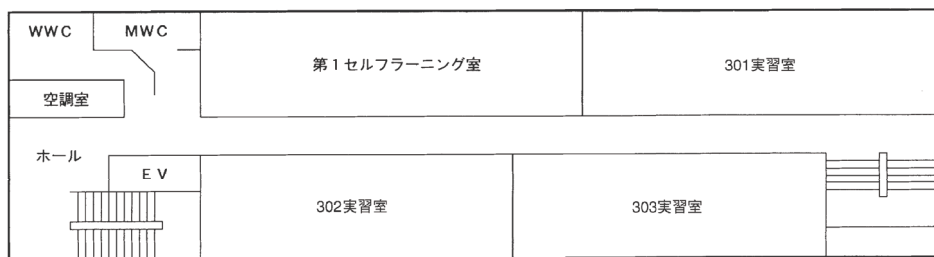 WWC
MWC
第1セルフラーニング室
301実習室
空調室
ホール
EV
302実習室
303実習室